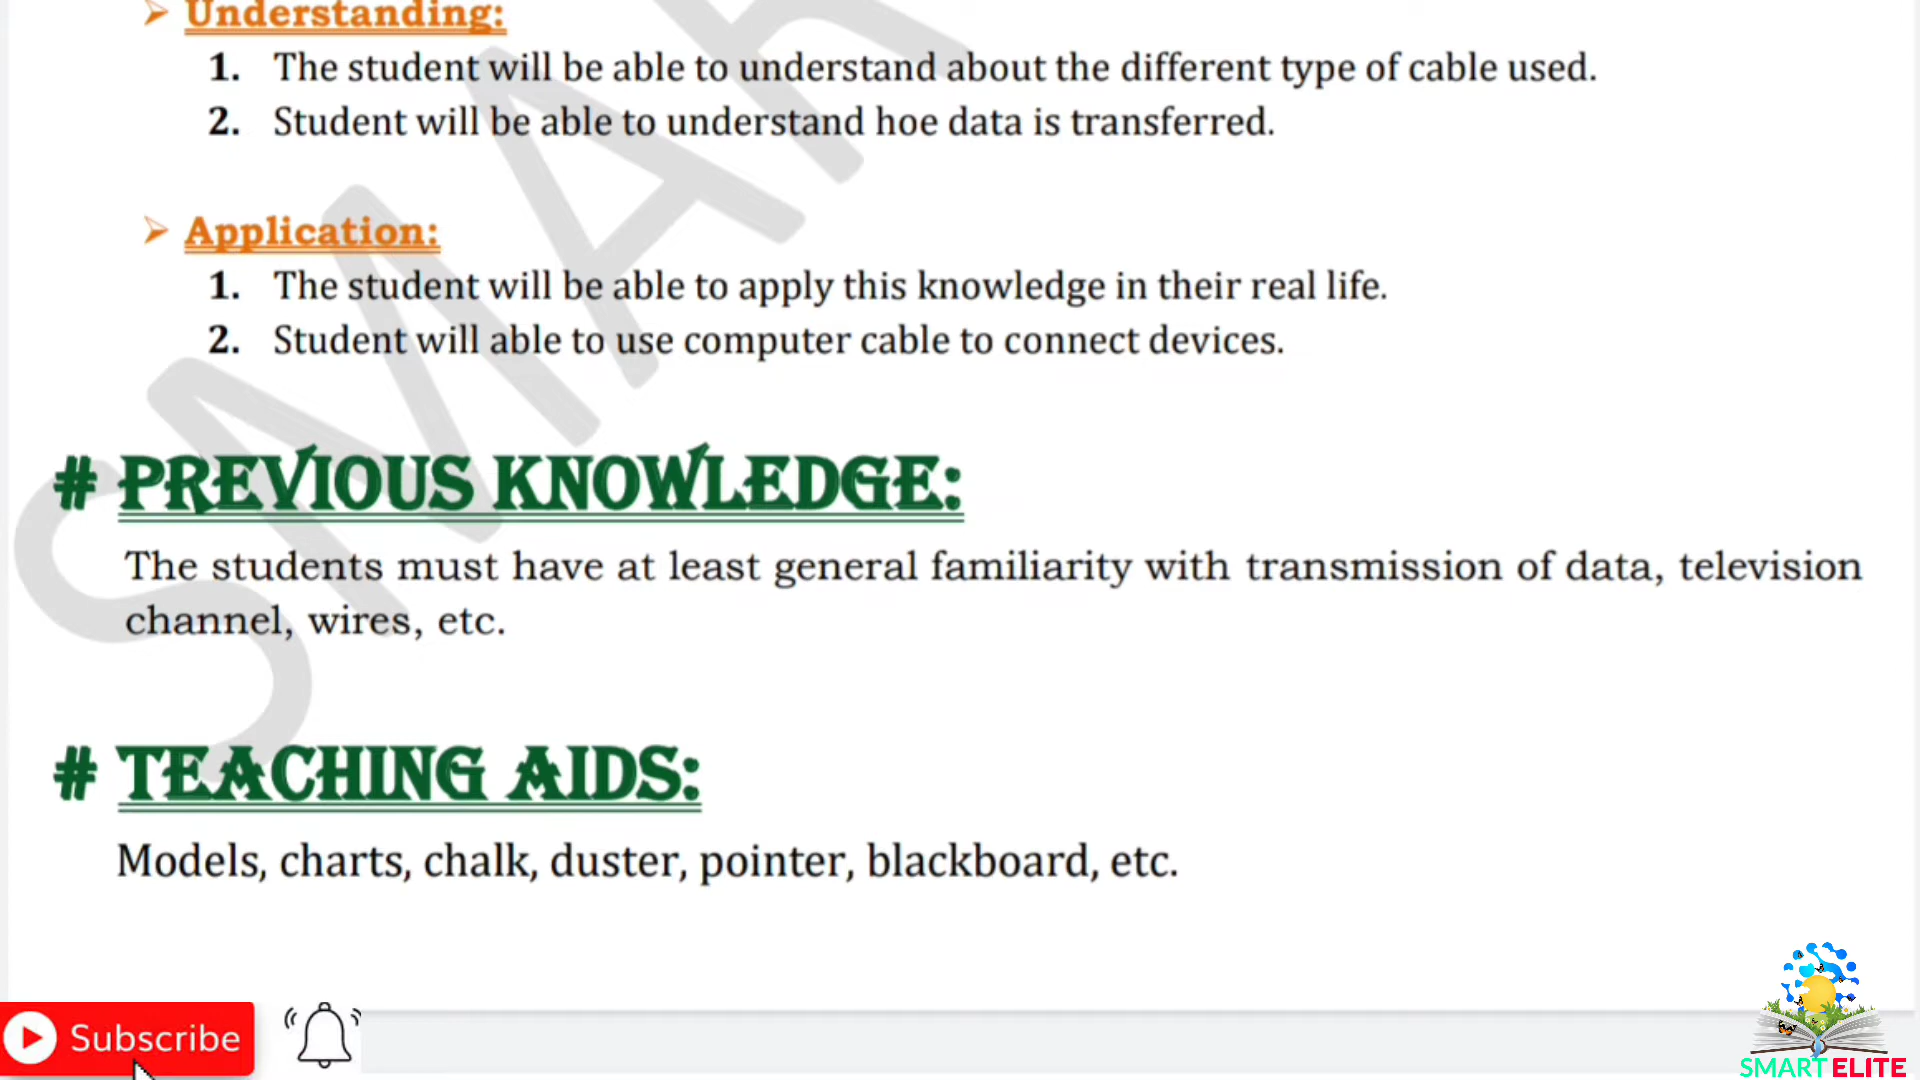 Understanding:
1. The student will be able to understand about the different type of cable used.
2. Student will be able to understand hoe data is transferred.
Application:
1. The student will be able to apply this knowledge in their real life.
2. Student will able to use computer cable to connect devices.
# PREVIOUS KNOWLEDGE:
The students must have at least general familiarity with transmission of data, television
channel, wires, etc.
# TEACHING AIDS:
Models, charts, chalk, duster, pointer, blackboard, etc.
Subscribe
SMART ELITE
SMAR